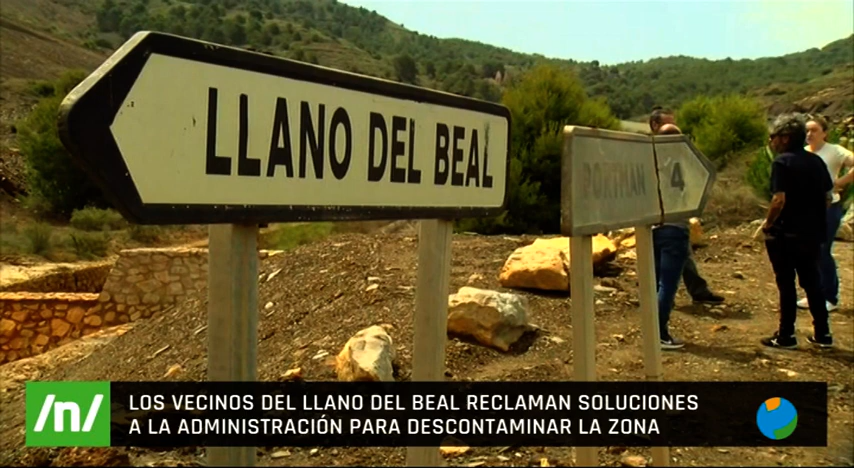 LLANO DEL BEAL
PORTMAN 4
/n/
LOS VECINOS DEL LLANO DEL BEAL RECLAMAN SOLUCIONES
A LA ADMINISTRACIÓN PARA DESCONTAMINAR LA ZONA